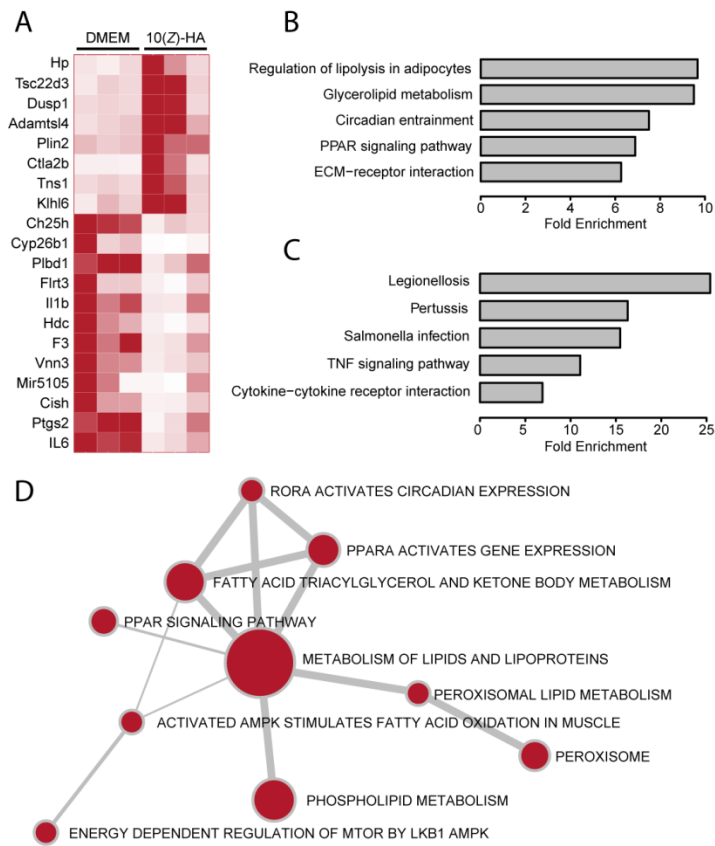 A
DMEM 10(Z)-HA
Hp
Tsc22d3
Dusp1
Adamtsl4
Plin2
Ctla2b
Tns1
Klhl6
Ch25h
Cyp26b1
Plbd1
Flrt3
Il1b
Hdc
F3
Vnn3
Mir5105
Cish
Ptgs2
IL6
B
Regulation of lipolysis in adipocytes
Glycerolipid metabolism
Circadian entrainment
PPAR signaling pathway
ECM-receptor interaction
0 2 4 6 8 10
Fold Enrichment
C
Legionellosis
Pertussis
Salmonella infection
TNF signaling pathway
Cytokine-cytokine receptor interaction
0 5 10 15 20 25
Fold Enrichment
D
RORA ACTIVATES CIRCADIAN EXPRESSION
PPARA ACTIVATES GENE EXPRESSION
FATTY ACID TRIACYLGLYCEROL AND KETONE BODY METABOLISM
PPAR SIGNALING PATHWAY
METABOLISM OF LIPIDS AND LIPOPROTEINS
PEROXISOMAL LIPID METABOLISM
ACTIVATED AMPK STIMULATES FATTY ACID OXIDATION IN MUSCLE
PEROXISOME
PHOSPHOLIPID METABOLISM
ENERGY DEPENDENT REGULATION OF MTOR BY LKB1 AMPK